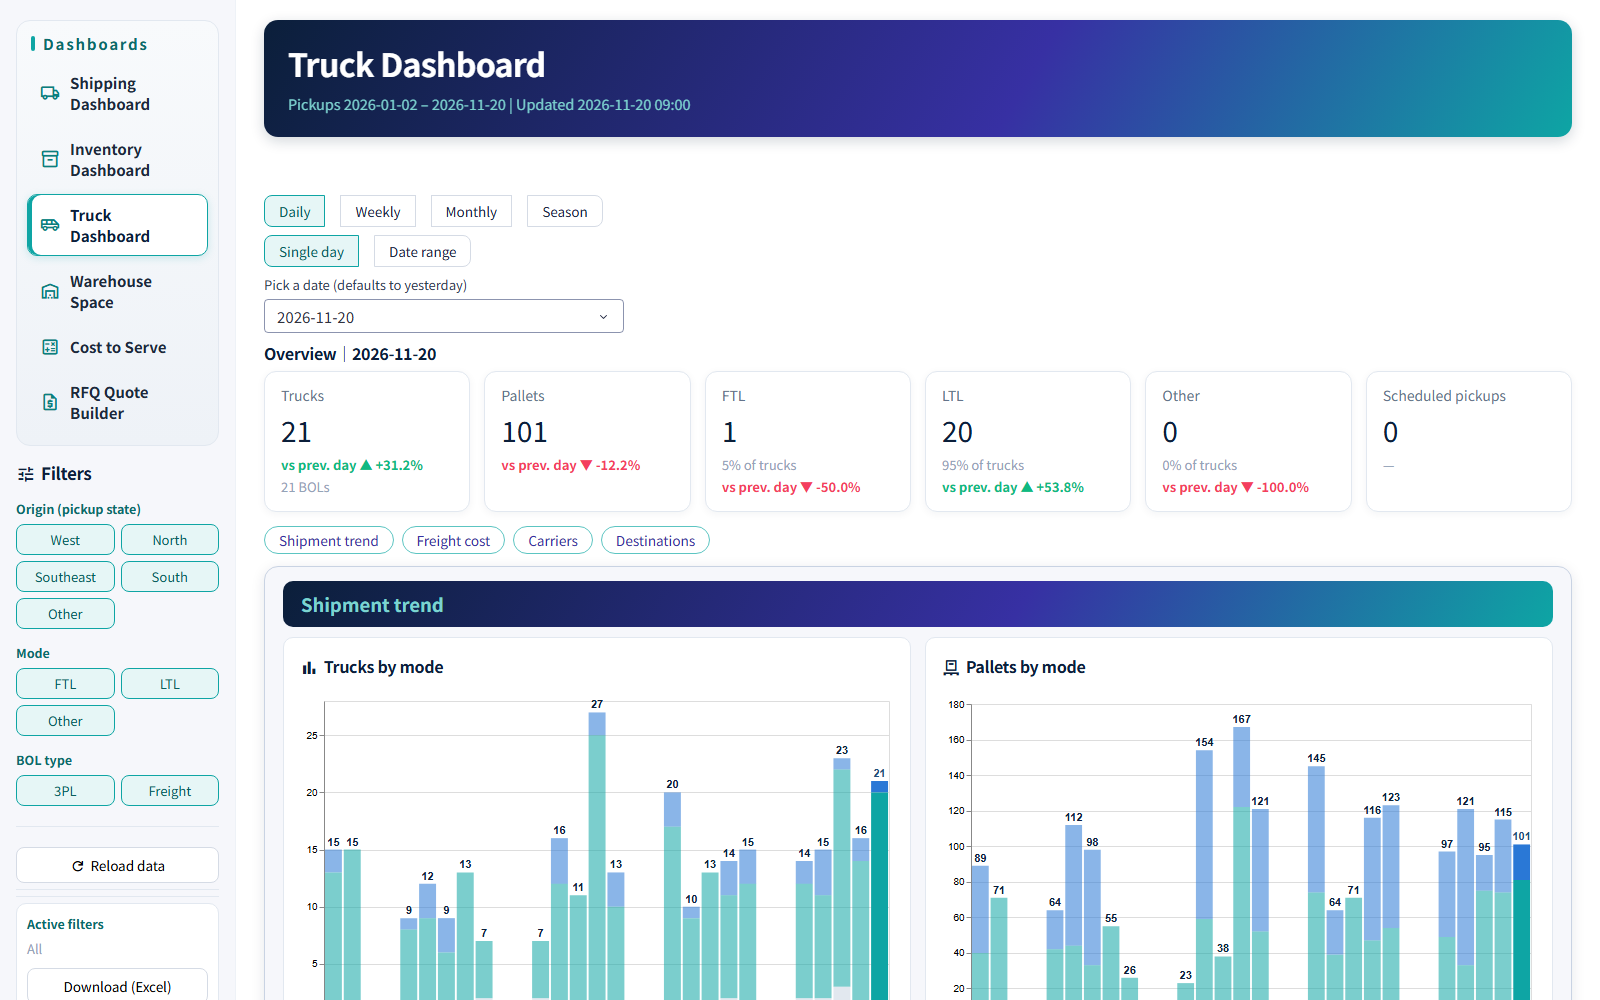 Dashboards
Shipping
Dashboard
Inventory
Dashboard
Truck
Dashboard
Warehouse
Space
Cost to Serve
RFQ Quote
Builder
Filters
Origin (pickup state)
West
North
Southeast
South
Other
Mode
FTL
LTL
Other
BOL type
3PL
Freight
Reload data
Active filters
All
Download (Excel)
Truck Dashboard
Pickups 2026-01-02 – 2026-11-20 | Updated 2026-11-20 09:00
Daily
Weekly
Monthly
Season
Single day
Date range
Pick a date (defaults to yesterday)
2026-11-20
Overview | 2026-11-20
Trucks
21
vs prev. day ▲ +31.2%
21 BOLs
Pallets
101
vs prev. day ▼ -12.2%
FTL
1
5% of trucks
vs prev. day ▼ -50.0%
LTL
20
95% of trucks
vs prev. day ▲ +53.8%
Other
0
0% of trucks
vs prev. day ▼ -100.0%
Scheduled pickups
0
—
Shipment trend
Freight cost
Carriers
Destinations
Shipment trend
Trucks by mode
25
20
15
10
5
15
15
9
12
9
13
7
7
16
11
27
13
20
10
13
14
15
14
15
23
16
21
Pallets by mode
180
160
140
120
100
80
60
40
20
89
71
64
112
98
55
26
23
154
38
167
121
145
64
71
116
123
97
121
95
115
101